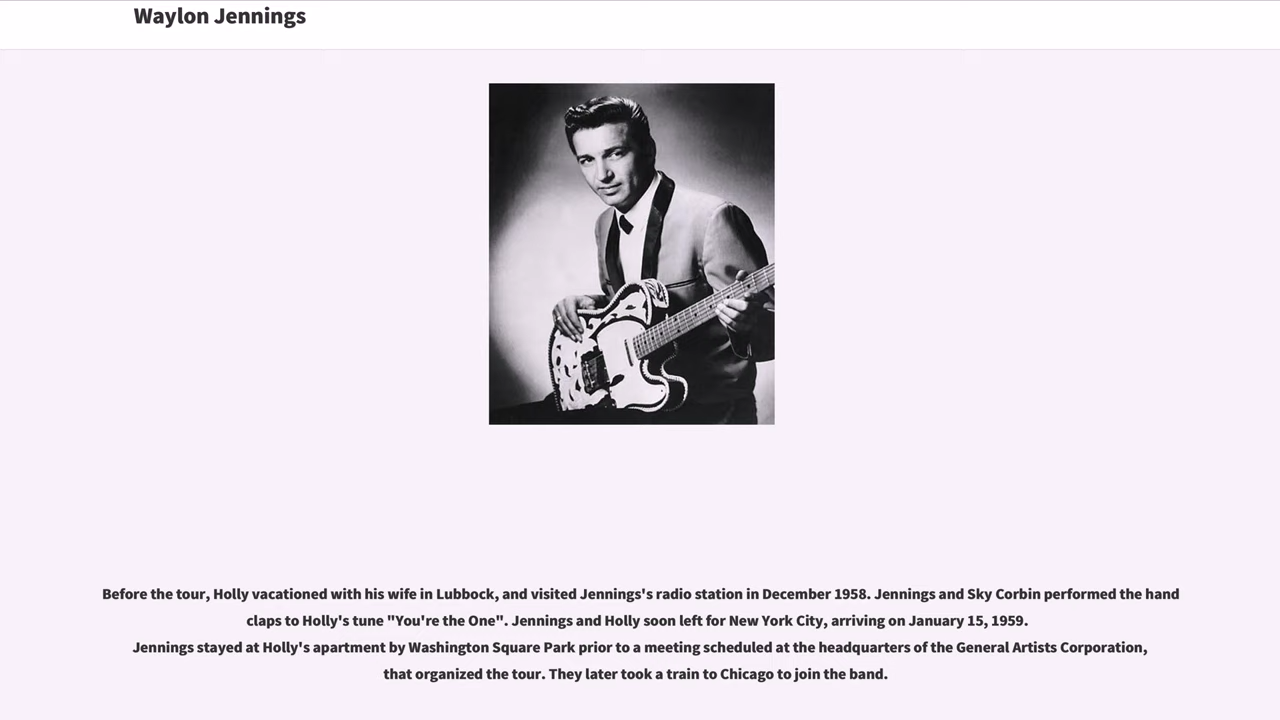 Waylon Jennings
Before the tour, Holly vacationed with his wife in Lubbock, and visited Jennings's radio station in December 1958. Jennings and Sky Corbin performed the hand
claps to Holly's tune "You're the One". Jennings and Holly soon left for New York City, arriving on January 15, 1959.
Jennings stayed at Holly's apartment by Washington Square Park prior to a meeting scheduled at the headquarters of the General Artists Corporation,
that organized the tour. They later took a train to Chicago to join the band.